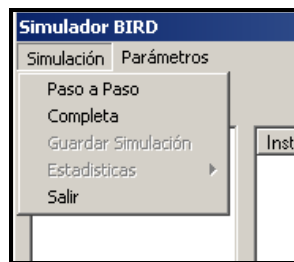 Simulador BIRD
Simulación Parámetros
Paso a Paso
Completa
Guardar Simulación
Estadisticas
Salir
Inst